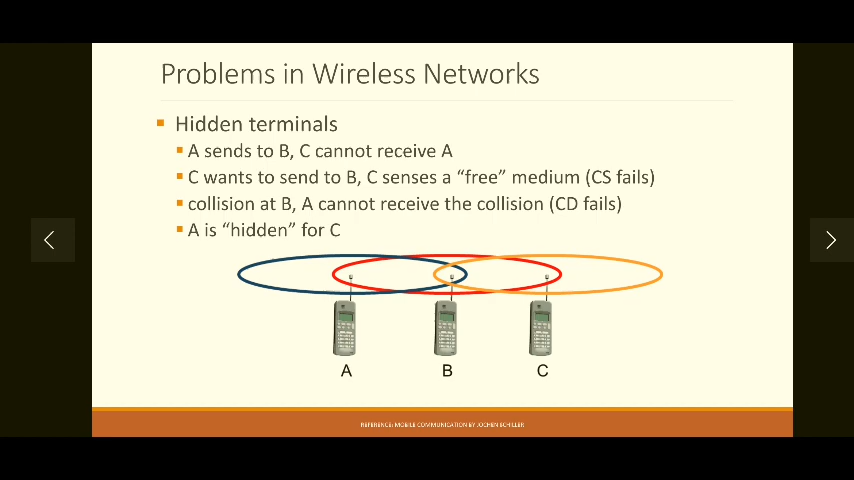 Problems in Wireless Networks
Hidden terminals
A sends to B, C cannot receive A
C wants to send to B, C senses a “free” medium (CS fails)
collision at B, A cannot receive the collision (CD fails)
A is “hidden” for C
A B C
REFERENCE: MOBILE COMMUNICATION BY JOCHEN SCHILLER